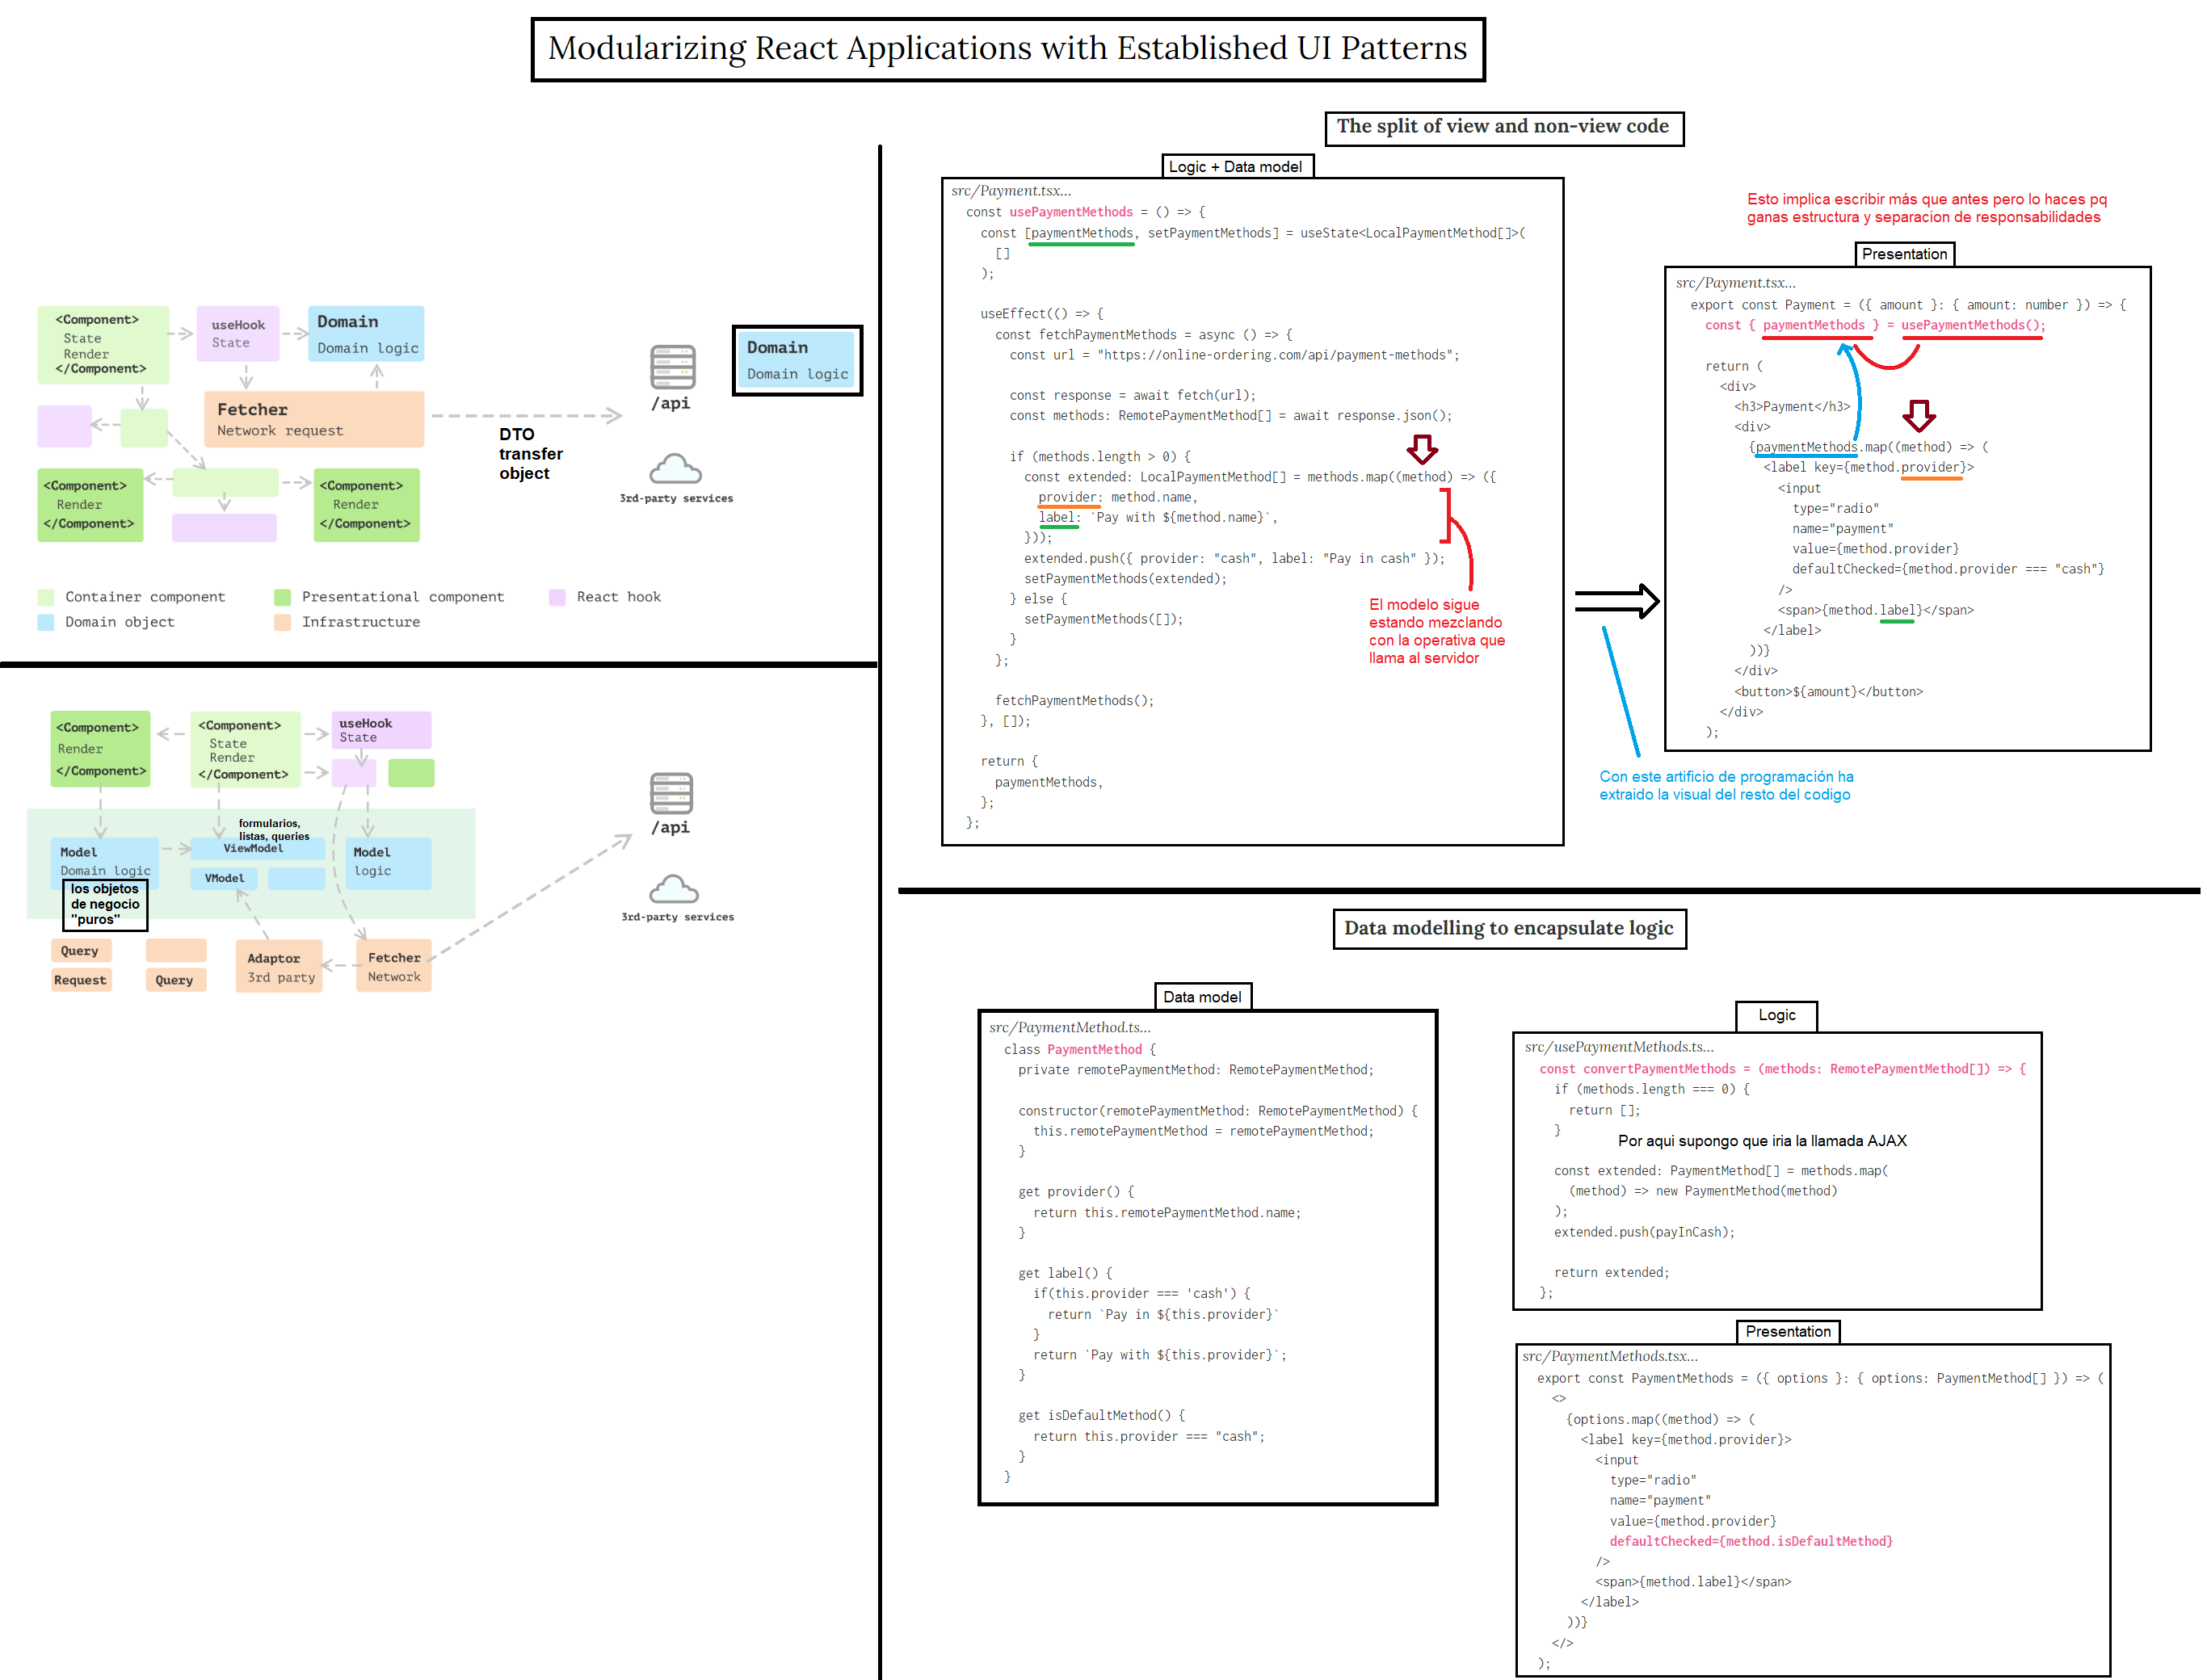 Modularizing React Applications with Established UI Patterns
<Component>
State
Render
</Component>
useHook
State
Domain
Domain logic
Fetcher
Network request
<Component>
Render
</Component>
<Component>
Render
</Component>
DTO
transfer
object
/api
3rd-party services
Domain
Domain logic
Container component
Presentational component
React hook
Domain object
Infrastructure
<Component>
Render
</Component>
<Component>
State
Render
</Component>
useHook
State
formularios,
listas, queries
ViewModel
Model
Domain logic
los objetos
de negocio
"puros"
VModel
Model
logic
Query
Request
Query
Adaptor
3rd party
Fetcher
Network
/api
3rd-party services
The split of view and non-view code
Logic + Data model
src/Payment.tsx...
const usePaymentMethods = () => {
const [paymentMethods, setPaymentMethods] = useState<LocalPaymentMethod[]>(
[]
);
useEffect(() => {
const fetchPaymentMethods = async () => {
const url = "https://online-ordering.com/api/payment-methods";
const response = await fetch(url);
const methods: RemotePaymentMethod[] = await response.json();
if (methods.length > 0) {
const extended: LocalPaymentMethod[] = methods.map((method) => ({
provider: method.name,
label: `Pay with ${method.name}`,
}));
extended.push({ provider: "cash", label: "Pay in cash" });
setPaymentMethods(extended);
} else {
setPaymentMethods([]);
}
};
fetchPaymentMethods();
}, []);
return {
paymentMethods,
};
};
El modelo sigue
estando mezclando
con la operativa que
llama al servidor
Esto implica escribir más que antes pero lo haces pq
ganas estructura y separacion de responsabilidades
Presentation
src/Payment.tsx...
export const Payment = ({ amount }: { amount: number }) => {
const { paymentMethods } = usePaymentMethods();
return (
<div>
<h3>Payment</h3>
<div>
{paymentMethods.map((method) => (
<label key={method.provider}>
<input
type="radio"
name="payment"
value={method.provider}
defaultChecked={method.provider === "cash"}
/>
<span>{method.label}</span>
</label>
))}
</div>
<button>${amount}</button>
</div>
);
Con este artificio de programación ha
extraido la visual del resto del codigo
Data modelling to encapsulate logic
Data model
src/PaymentMethod.ts...
class PaymentMethod {
private remotePaymentMethod: RemotePaymentMethod;
constructor(remotePaymentMethod: RemotePaymentMethod) {
this.remotePaymentMethod = remotePaymentMethod;
}
get provider() {
return this.remotePaymentMethod.name;
}
get label() {
if(this.provider === 'cash') {
return `Pay in ${this.provider}`
}
return `Pay with ${this.provider}`;
}
get isDefaultMethod() {
return this.provider === "cash";
}
}
Logic
src/usePaymentMethods.ts...
const convertPaymentMethods = (methods: RemotePaymentMethod[]) => {
if (methods.length === 0) {
return [];
}
Por aqui supongo que iria la llamada AJAX
const extended: PaymentMethod[] = methods.map(
(method) => new PaymentMethod(method)
);
extended.push(payInCash);
return extended;
};
Presentation
src/PaymentMethods.tsx...
export const PaymentMethods = ({ options }: { options: PaymentMethod[] }) => (
<>
{options.map((method) => (
<label key={method.provider}>
<input
type="radio"
name="payment"
value={method.provider}
defaultChecked={method.isDefaultMethod}
/>
<span>{method.label}</span>
</label>
))}
</>
);